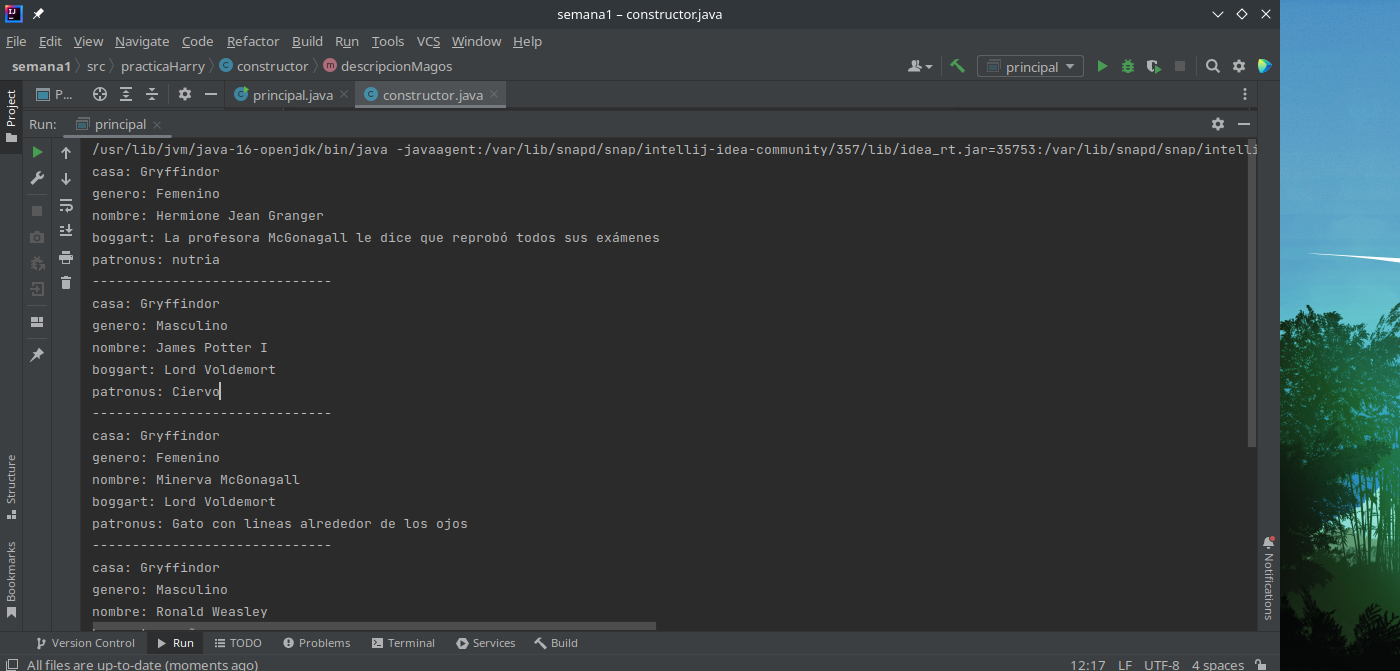 semana1 – constructor.java
File Edit View Navigate Code Refactor Build Run Tools VCS Window Help
semana1 src practicaHarry constructor descripcionMagos principal
P... principal.java constructor.java
Project
Run: principal
/usr/lib/jvm/java-16-openjdk/bin/java -javaagent:/var/lib/snapd/snap/intellij-idea-community/357/lib/idea_rt.jar=35753:/var/lib/snapd/snap/intelli
casa: Gryffindor
genero: Femenino
nombre: Hermione Jean Granger
boggart: La profesora McGonagall le dice que reprobó todos sus exámenes
patronus: nutria
------------------------------
casa: Gryffindor
genero: Masculino
nombre: James Potter I
boggart: Lord Voldemort
patronus: Ciervo
------------------------------
casa: Gryffindor
genero: Femenino
nombre: Minerva McGonagall
boggart: Lord Voldemort
patronus: Gato con lineas alrededor de los ojos
------------------------------
casa: Gryffindor
genero: Masculino
nombre: Ronald Weasley
Structure
Bookmarks
Notifications
Version Control Run TODO Problems Terminal Services Build
All files are up-to-date (moments ago) 12:17 LF UTF-8 4 spaces